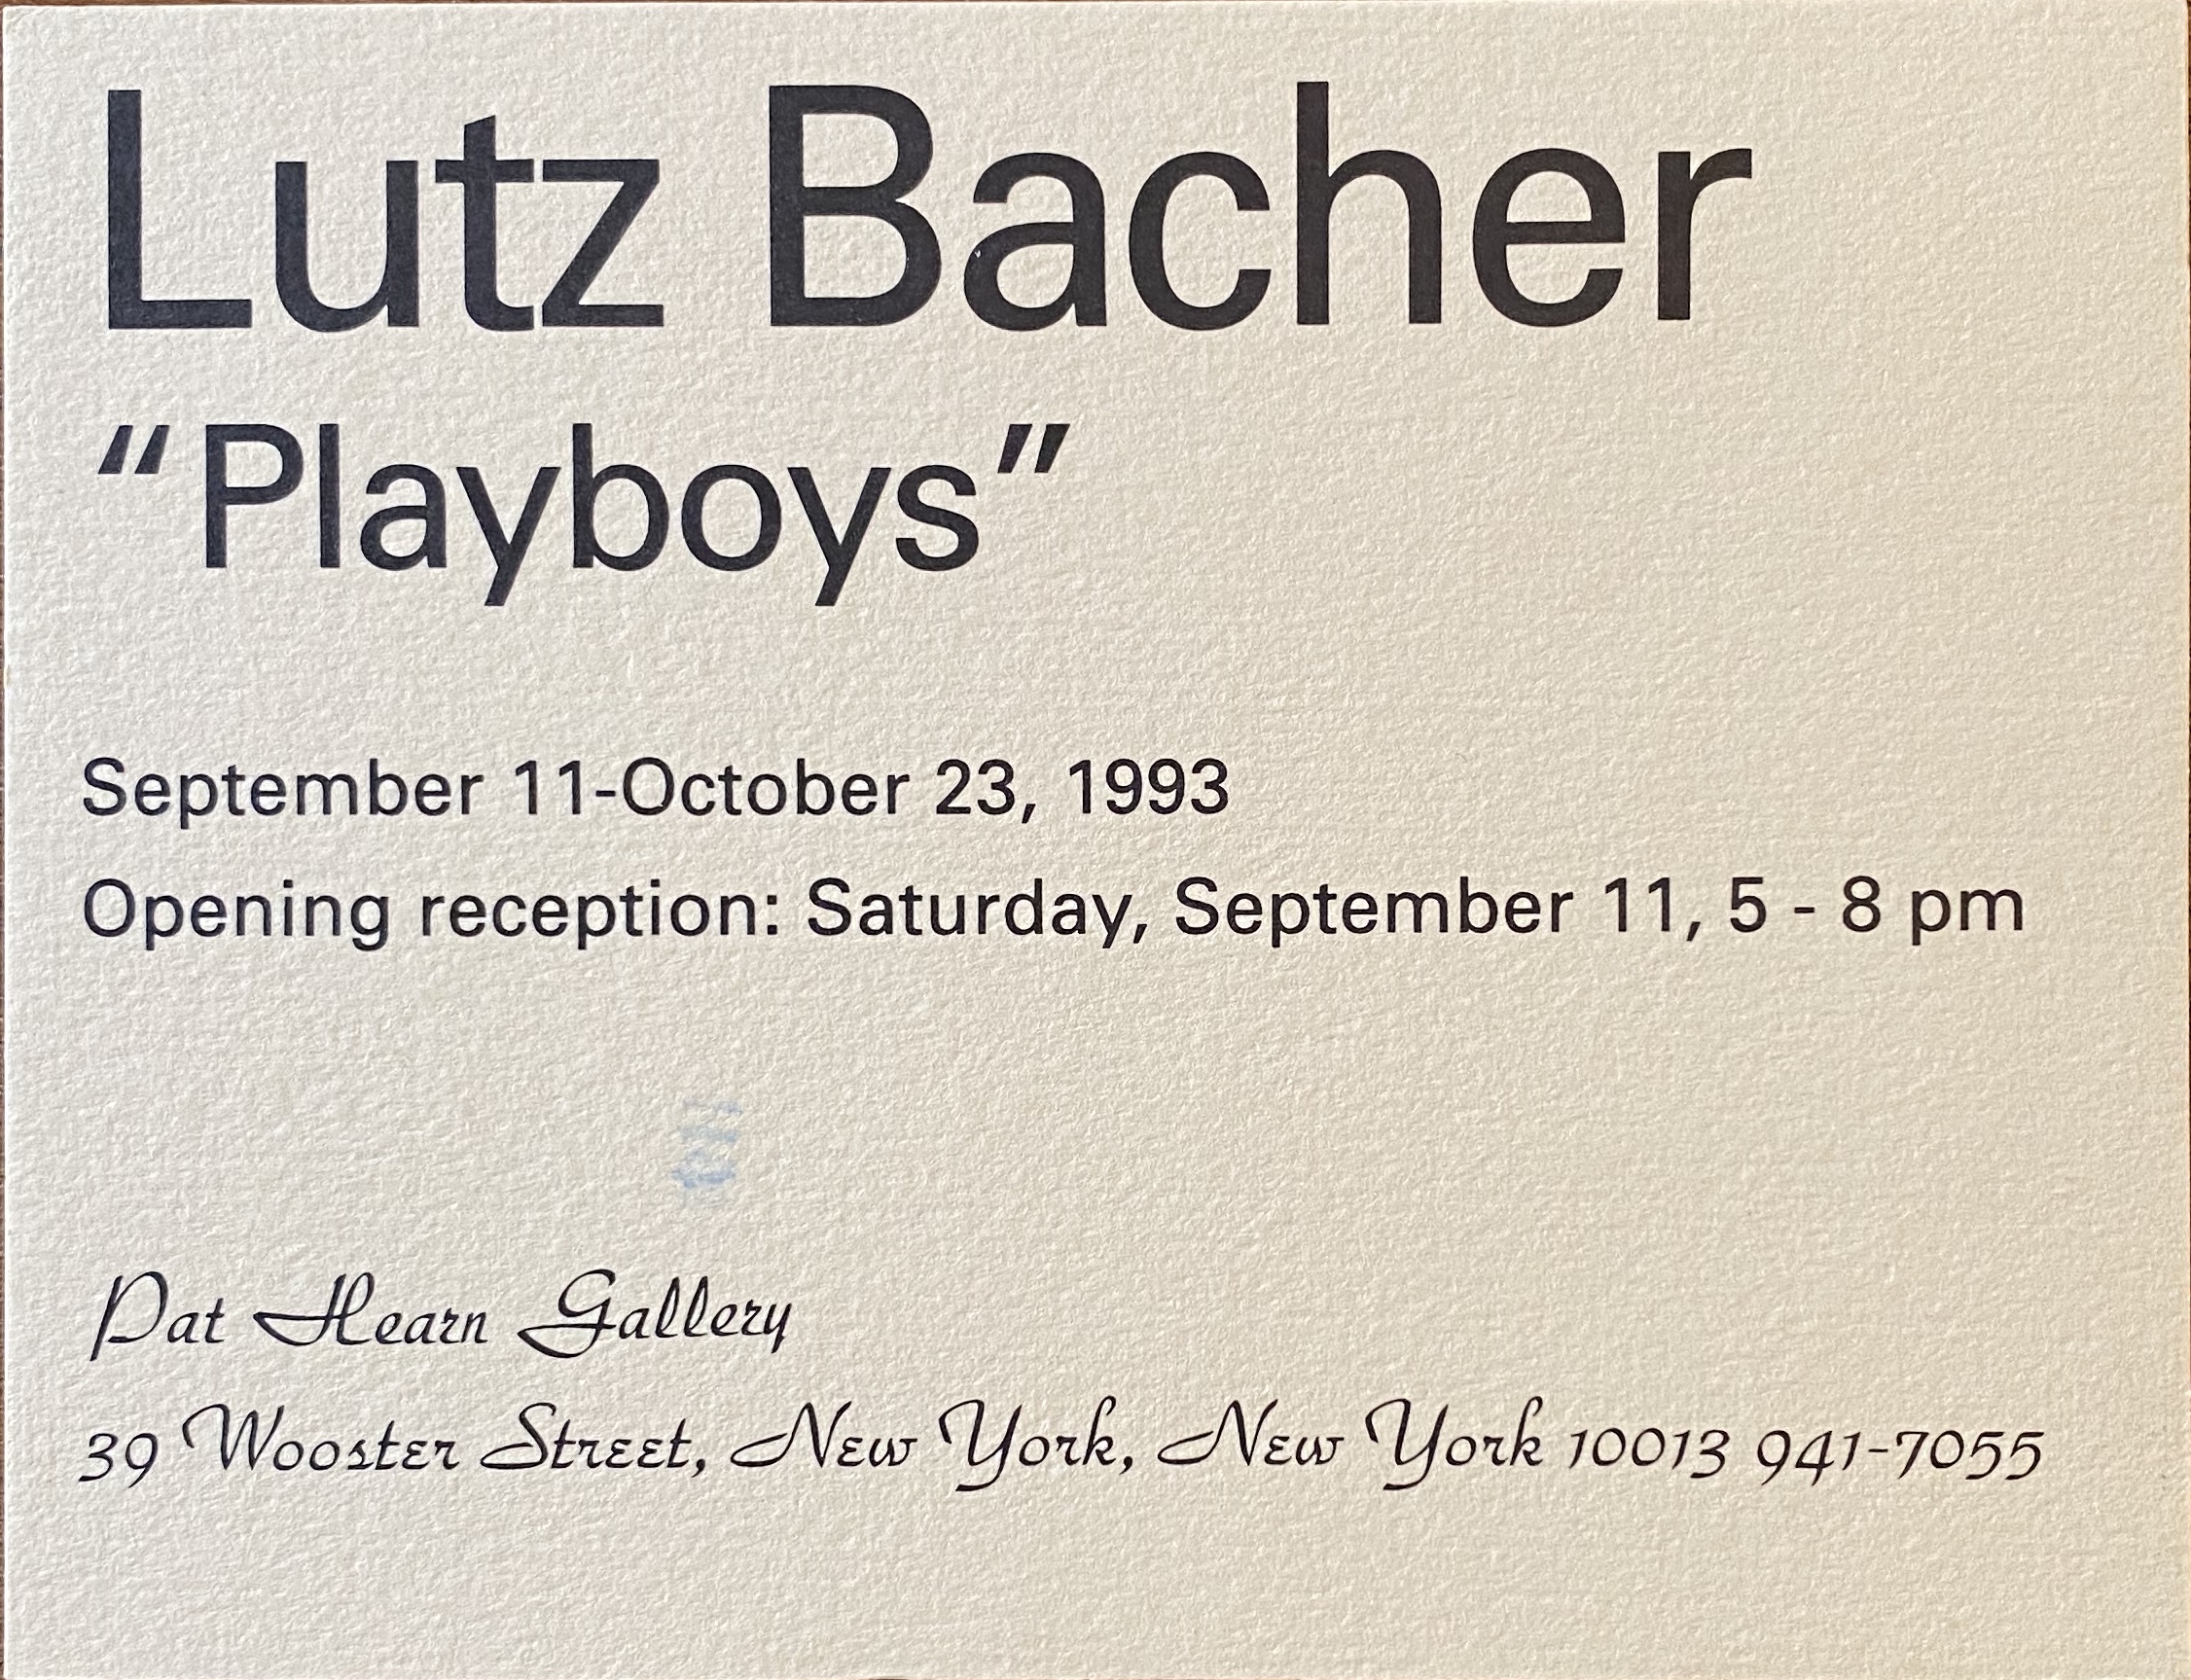 Lutz Bacher
“Playboys”
September 11-October 23, 1993
Opening reception: Saturday, September 11, 5 - 8 pm
Pat Hearn Gallery
39 Wooster Street, New York, New York 10013 941-7055